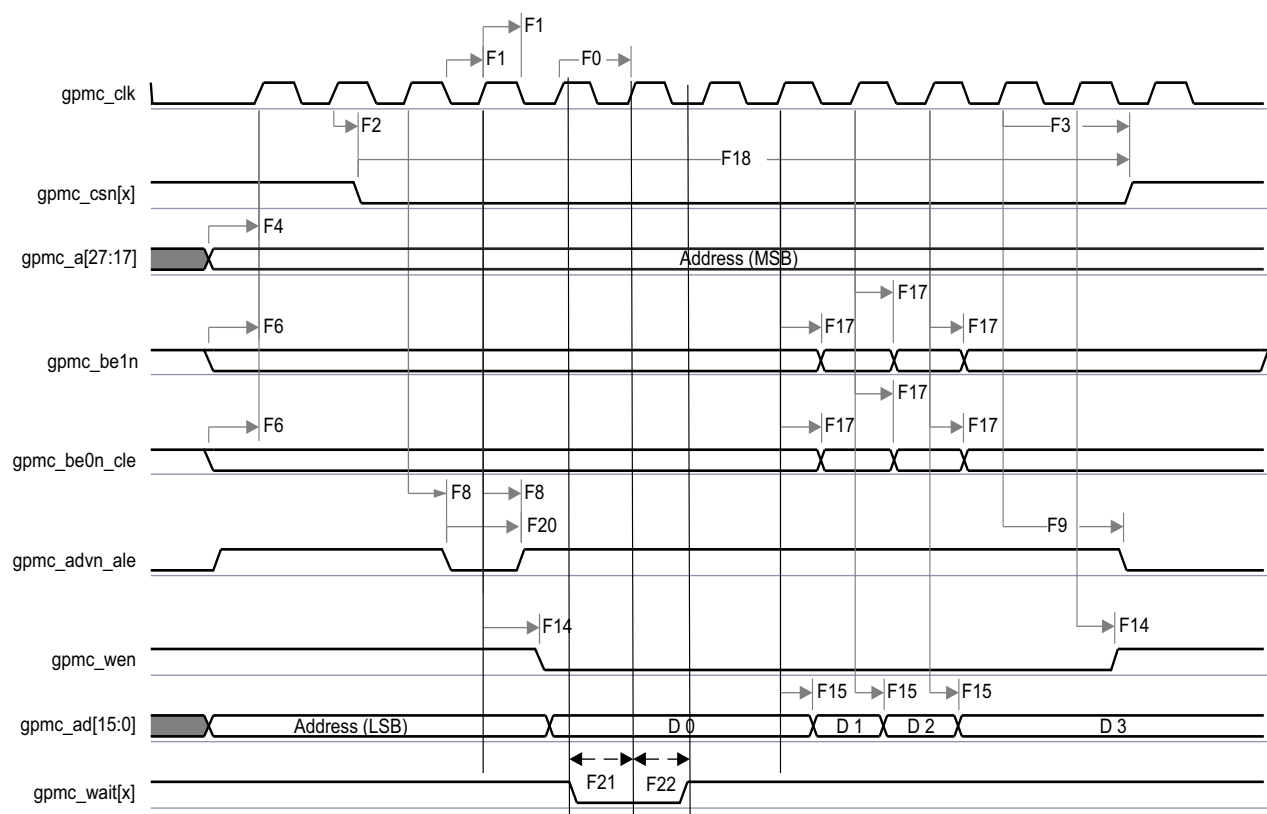 F1
F1 F0
gpmc_clk
F2 F3
F18
gpmc_csn[x]
F4
gpmc_a[27:17] Address (MSB)
F17
F6 F17 F17
gpmc_be1n
F17
F6 F17 F17
gpmc_be0n_cle
F8 F8
F20 F9
gpmc_advn_ale
F14 F14
gpmc_wen
F15 F15 F15
gpmc_ad[15:0] Address (LSB) D 0 D 1 D 2 D 3
F21 F22
gpmc_wait[x]